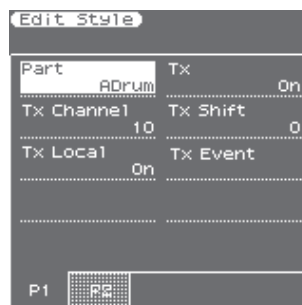 Edit Style
Part Tx
ADrum On
Tx Channel Tx Shift
10 0
Tx Local Tx Event
On
P1 P2